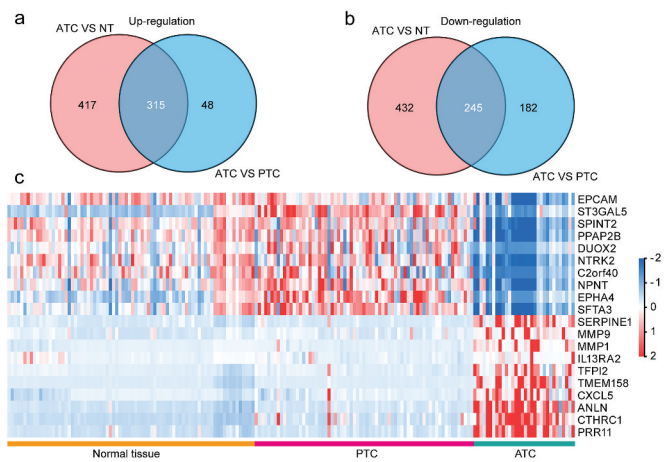 a
Up-regulation
ATC VS NT
417
315
48
ATC VS PTC
b
Down-regulation
ATC VS NT
432
245
182
ATC VS PTC
c
EPCAM
ST3GAL5
SPINT2
PPAP2B
DUOX2
NTRK2
C2orf40
NPNT
EPHA4
SFTA3
SERPINE1
MMP9
MMP1
IL13RA2
TFPI2
TMEM158
CXCL5
ANLN
CTHRC1
PRR11
-2
-1
0
1
2
Normal tissue
PTC
ATC